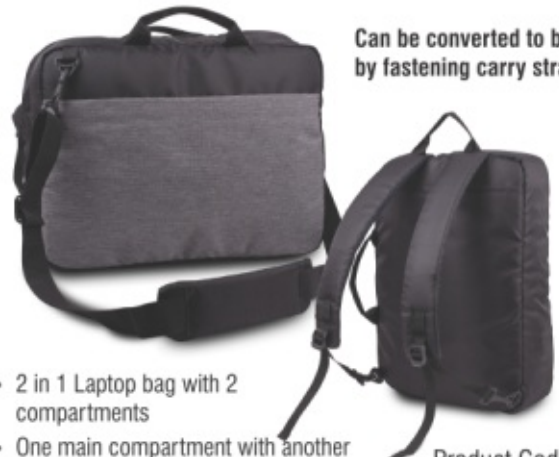 Can be converted to b
by fastening carry stra
• 2 in 1 Laptop bag with 2
compartments
• One main compartment with another
Product Cod